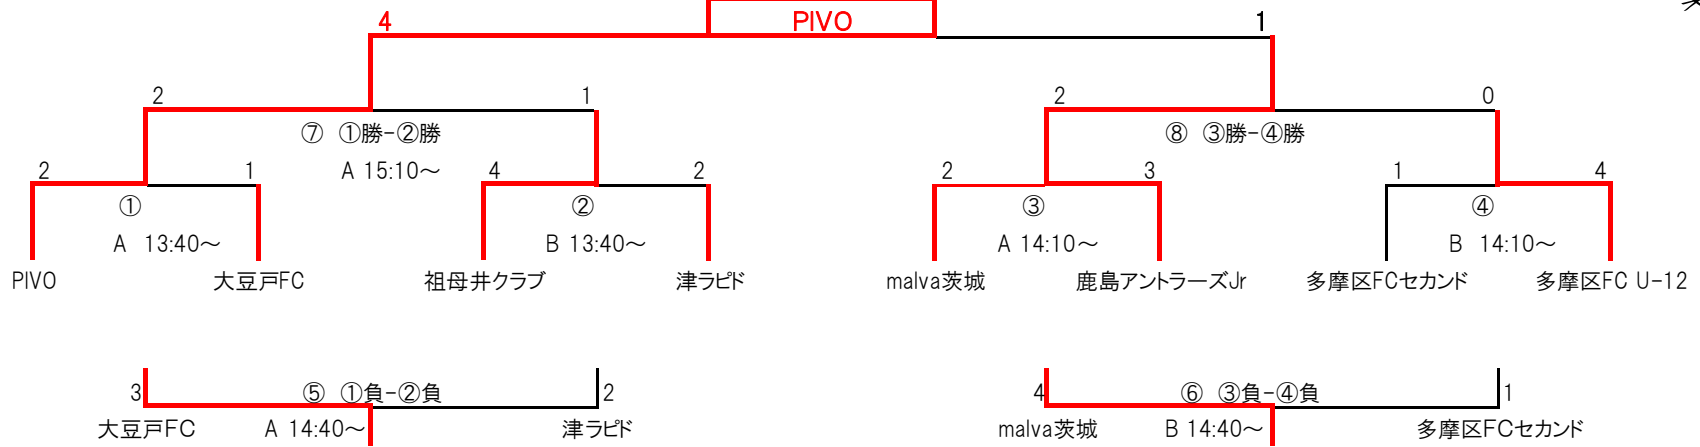 4 PIVO 1
2 1 2 0
⑦ ①勝-②勝 ⑧ ③勝-④勝
2 1 A 15:10～ 4 2 2 3 1 4
① ② ③ ④
A 13:40～ B 13:40～ A 14:10～ B 14:10～
PIVO 大豆戸FC 祖母井クラブ 津ラピド malva茨城 鹿島アントラーズJr 多摩区FCセカンド 多摩区FC U-12
3 ⑤ ①負-②負 2 4 ⑥ ③負-④負 1
大豆戸FC A 14:40～ 津ラピド malva茨城 B 14:40～ 多摩区FCセカンド